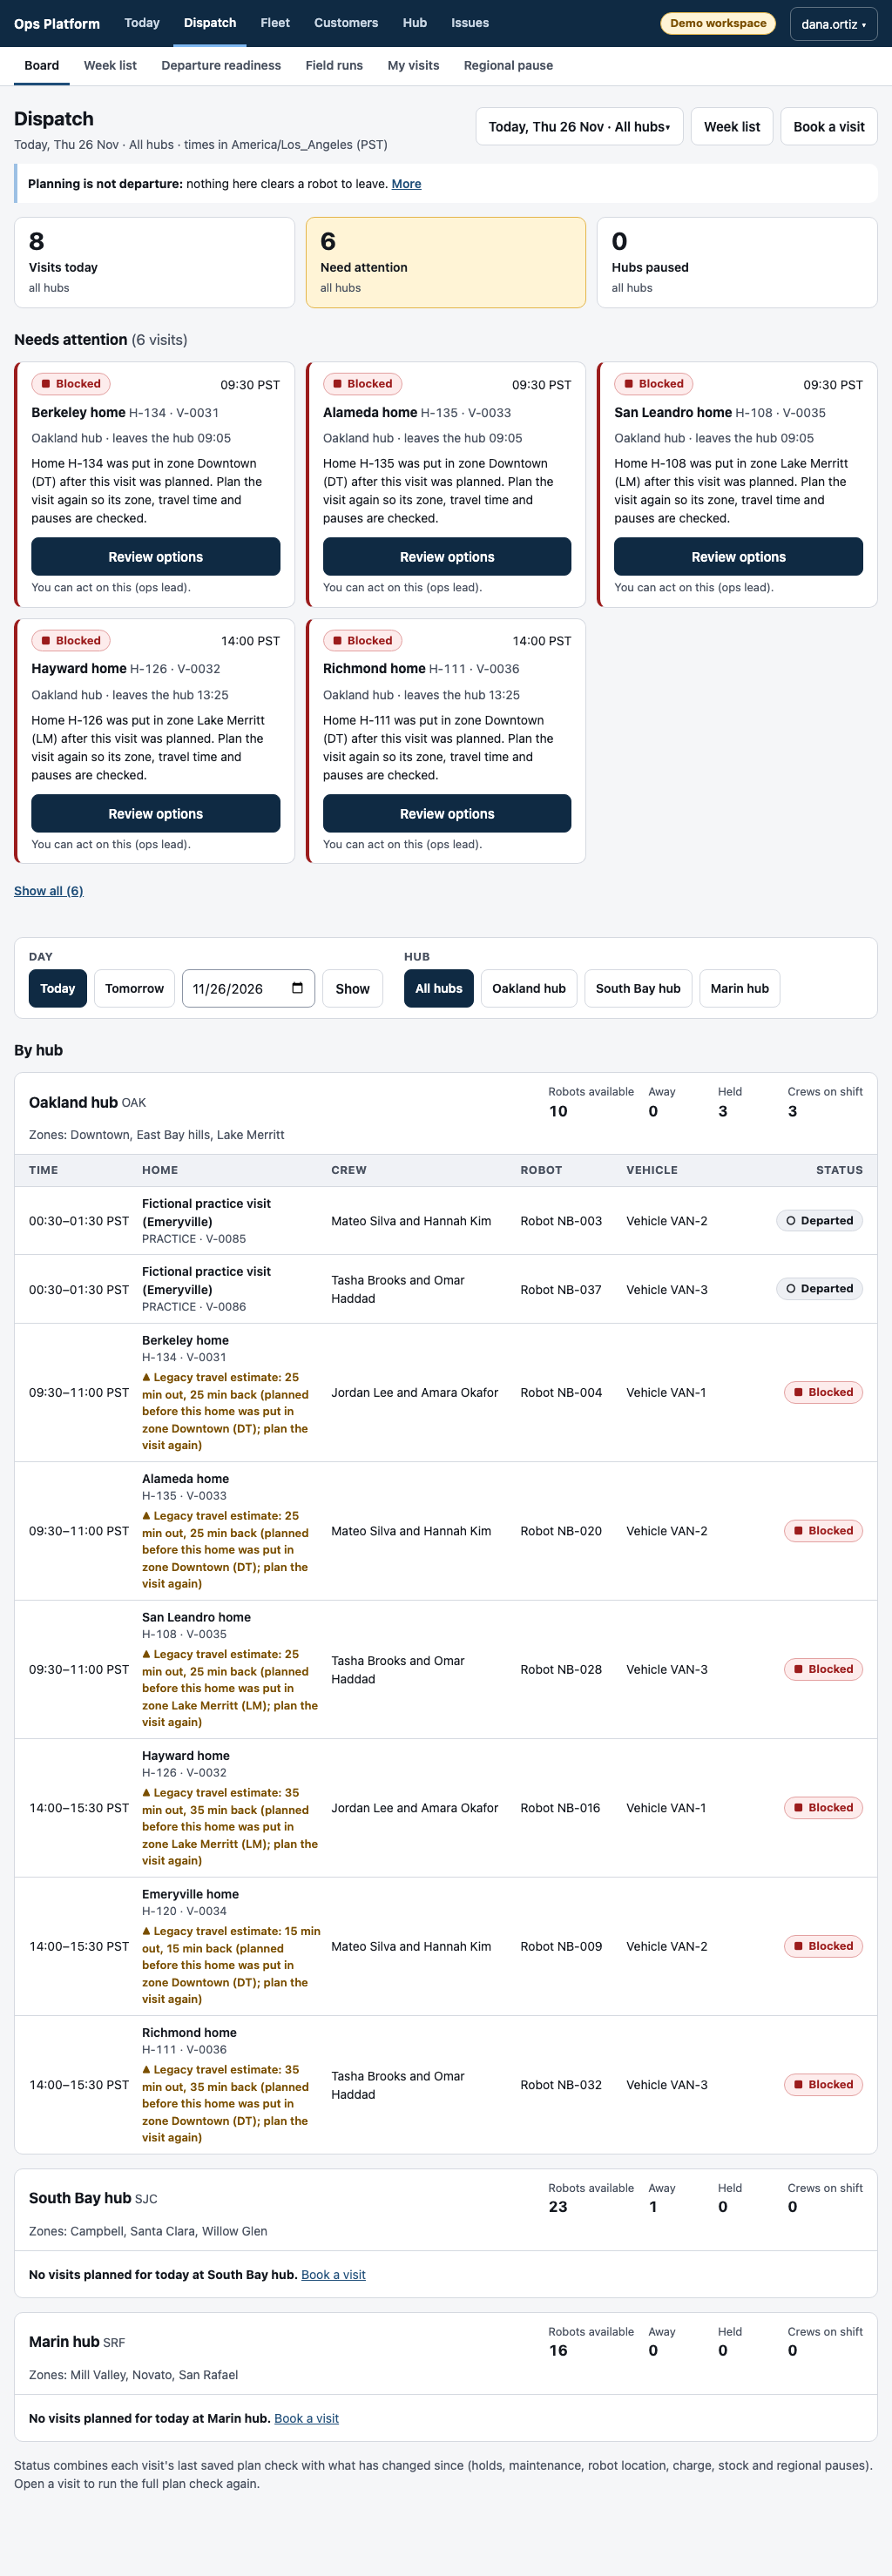 Ops Platform Today Dispatch Fleet Customers Hub Issues Demo workspace dana.ortiz ▾
Board Week list Departure readiness Field runs My visits Regional pause
Dispatch
Today, Thu 26 Nov · All hubs · times in America/Los_Angeles (PST)
Today, Thu 26 Nov · All hubs▾ Week list Book a visit
Planning is not departure: nothing here clears a robot to leave. More
8
Visits today
all hubs
6
Need attention
all hubs
0
Hubs paused
all hubs
Needs attention (6 visits)
Blocked 09:30 PST
Berkeley home H-134 · V-0031
Oakland hub · leaves the hub 09:05
Home H-134 was put in zone Downtown
(DT) after this visit was planned. Plan the
visit again so its zone, travel time and
pauses are checked.
Review options
You can act on this (ops lead).
Blocked 09:30 PST
Alameda home H-135 · V-0033
Oakland hub · leaves the hub 09:05
Home H-135 was put in zone Downtown
(DT) after this visit was planned. Plan the
visit again so its zone, travel time and
pauses are checked.
Review options
You can act on this (ops lead).
Blocked 09:30 PST
San Leandro home H-108 · V-0035
Oakland hub · leaves the hub 09:05
Home H-108 was put in zone Lake Merritt
(LM) after this visit was planned. Plan the
visit again so its zone, travel time and
pauses are checked.
Review options
You can act on this (ops lead).
Blocked 14:00 PST
Hayward home H-126 · V-0032
Oakland hub · leaves the hub 13:25
Home H-126 was put in zone Lake Merritt
(LM) after this visit was planned. Plan the
visit again so its zone, travel time and
pauses are checked.
Review options
You can act on this (ops lead).
Blocked 14:00 PST
Richmond home H-111 · V-0036
Oakland hub · leaves the hub 13:25
Home H-111 was put in zone Downtown
(DT) after this visit was planned. Plan the
visit again so its zone, travel time and
pauses are checked.
Review options
You can act on this (ops lead).
Show all (6)
DAY
Today Tomorrow 11/26/2026 Show
HUB
All hubs Oakland hub South Bay hub Marin hub
By hub
Oakland hub OAK
Zones: Downtown, East Bay hills, Lake Merritt
Robots available Away Held Crews on shift
10 0 3 3
TIME HOME CREW ROBOT VEHICLE STATUS
00:30–01:30 PST
Fictional practice visit
(Emeryville)
PRACTICE · V-0085
Mateo Silva and Hannah Kim
Robot NB-003
Vehicle VAN-2
Departed
00:30–01:30 PST
Fictional practice visit
(Emeryville)
PRACTICE · V-0086
Tasha Brooks and Omar
Haddad
Robot NB-037
Vehicle VAN-3
Departed
09:30–11:00 PST
Berkeley home
H-134 · V-0031
▲ Legacy travel estimate: 25
min out, 25 min back (planned
before this home was put in
zone Downtown (DT); plan the
visit again)
Jordan Lee and Amara Okafor
Robot NB-004
Vehicle VAN-1
Blocked
09:30–11:00 PST
Alameda home
H-135 · V-0033
▲ Legacy travel estimate: 25
min out, 25 min back (planned
before this home was put in
zone Downtown (DT); plan the
visit again)
Mateo Silva and Hannah Kim
Robot NB-020
Vehicle VAN-2
Blocked
09:30–11:00 PST
San Leandro home
H-108 · V-0035
▲ Legacy travel estimate: 25
min out, 25 min back (planned
before this home was put in
zone Lake Merritt (LM); plan the
visit again)
Tasha Brooks and Omar
Haddad
Robot NB-028
Vehicle VAN-3
Blocked
14:00–15:30 PST
Hayward home
H-126 · V-0032
▲ Legacy travel estimate: 35
min out, 35 min back (planned
before this home was put in
zone Lake Merritt (LM); plan the
visit again)
Jordan Lee and Amara Okafor
Robot NB-016
Vehicle VAN-1
Blocked
14:00–15:30 PST
Emeryville home
H-120 · V-0034
▲ Legacy travel estimate: 15 min
out, 15 min back (planned
before this home was put in
zone Downtown (DT); plan the
visit again)
Mateo Silva and Hannah Kim
Robot NB-009
Vehicle VAN-2
Blocked
14:00–15:30 PST
Richmond home
H-111 · V-0036
▲ Legacy travel estimate: 35
min out, 35 min back (planned
before this home was put in
zone Downtown (DT); plan the
visit again)
Tasha Brooks and Omar
Haddad
Robot NB-032
Vehicle VAN-3
Blocked
South Bay hub SJC
Zones: Campbell, Santa Clara, Willow Glen
Robots available Away Held Crews on shift
23 1 0 0
No visits planned for today at South Bay hub. Book a visit
Marin hub SRF
Zones: Mill Valley, Novato, San Rafael
Robots available Away Held Crews on shift
16 0 0 0
No visits planned for today at Marin hub. Book a visit
Status combines each visit's last saved plan check with what has changed since (holds, maintenance, robot location, charge, stock and regional pauses).
Open a visit to run the full plan check again.